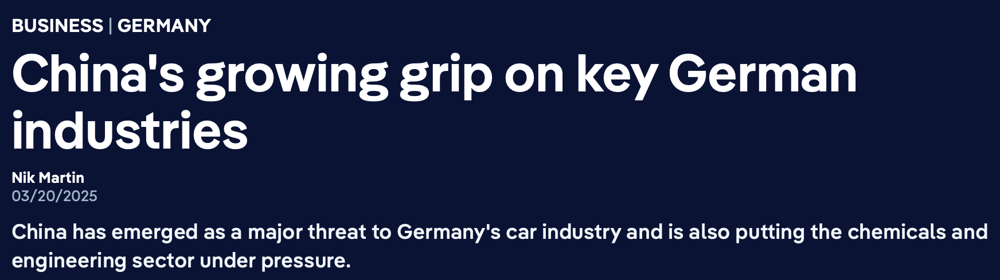 BUSINESS | GERMANY
China's growing grip on key German
industries
Nik Martin
03/20/2025
China has emerged as a major threat to Germany's car industry and is also putting the chemicals and
engineering sector under pressure.